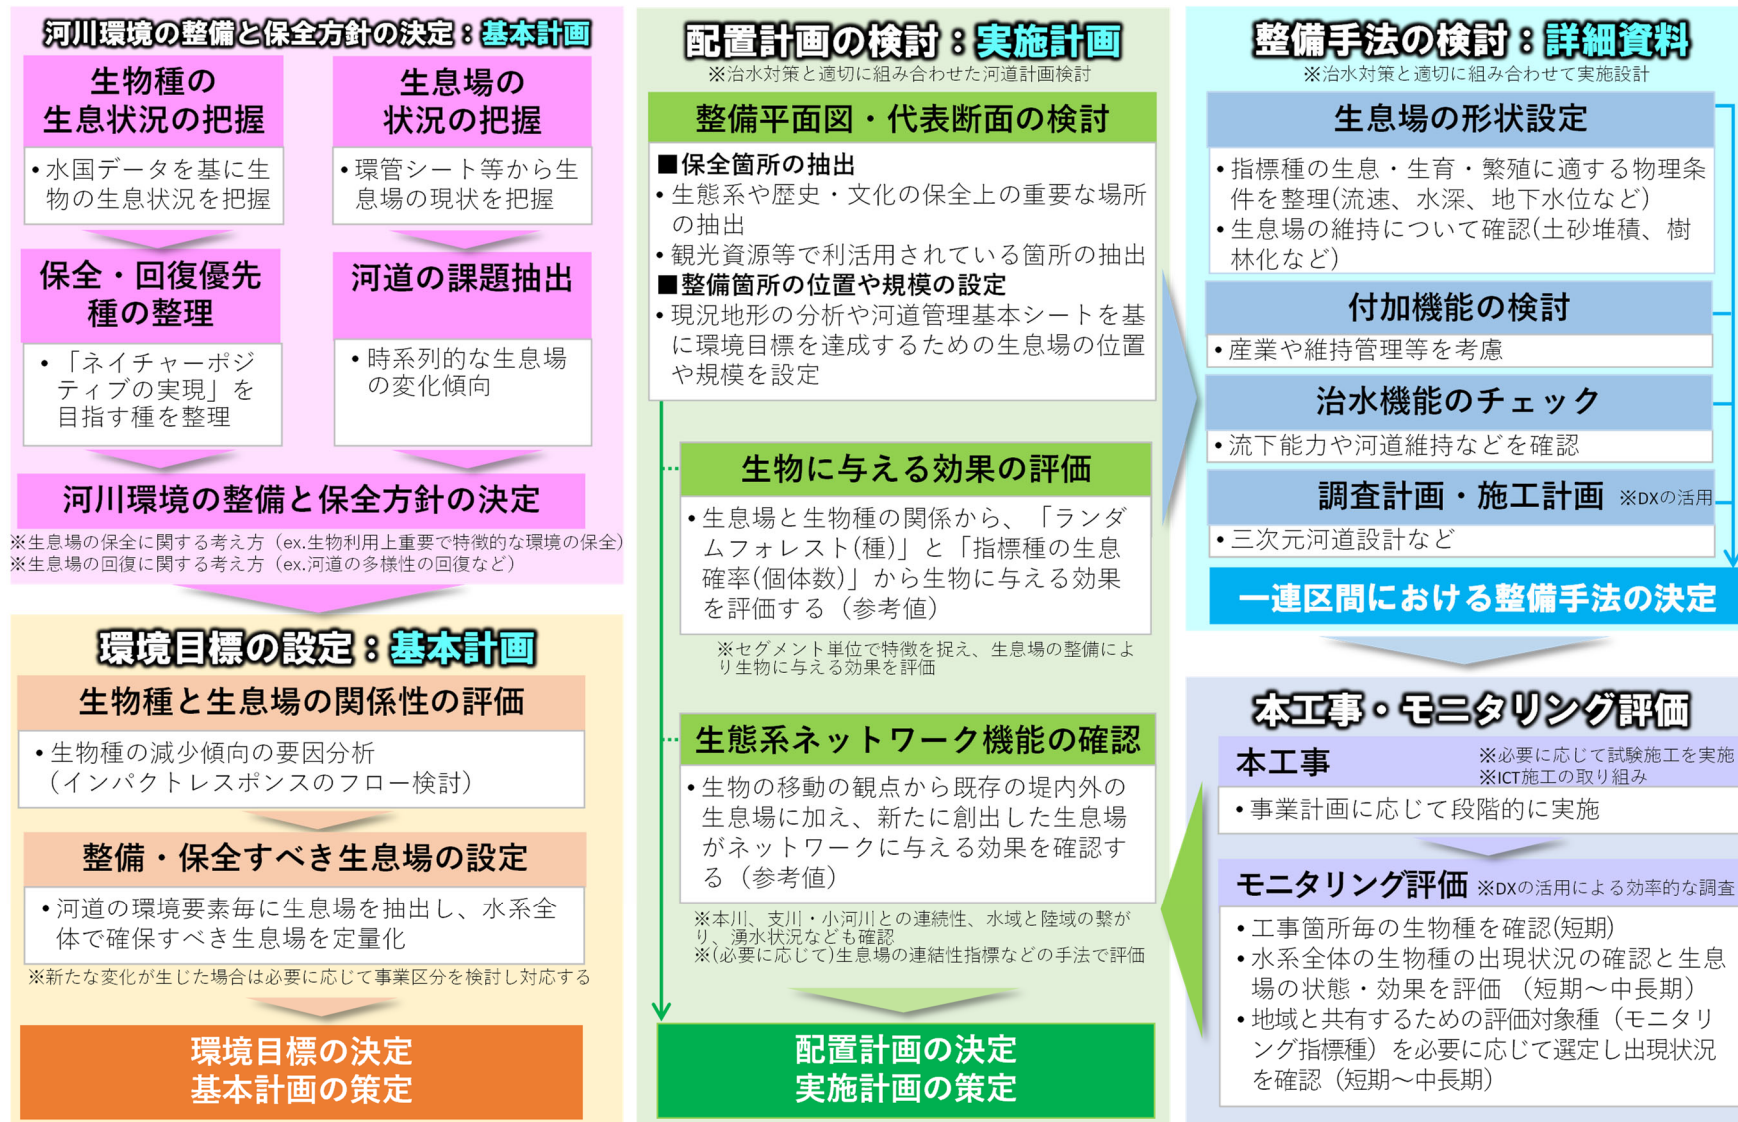 河川環境の整備と保全方針の決定：基本計画
生物種の
生息状況の把握
・水国データを基に生
物の生息状況を把握
生息場の
状況の把握
・環管シート等から生
息場の現状を把握
保全・回復優先
種の整理
・「ネイチャーポジ
ティブの実現」を
目指す種を整理
河道の課題抽出
・時系列的な生息場
の変化傾向
河川環境の整備と保全方針の決定
※生息場の保全に関する考え方（ex.生物利用上重要で特徴的な環境の保全）
※生息場の回復に関する考え方（ex.河道の多様性の回復など）
環境目標の設定：基本計画
生物種と生息場の関係性の評価
・生物種の減少傾向の要因分析
（インパクトレスポンスのフロー検討）
整備・保全すべき生息場の設定
・河道の環境要素毎に生息場を抽出し、水系全
体で確保すべき生息場を定量化
※新たな変化が生じた場合は必要に応じて事業区分を検討し対応する
環境目標の決定
基本計画の策定
配置計画の検討：実施計画
※治水対策と適切に組み合わせた河道計画検討
整備平面図・代表断面の検討
■保全箇所の抽出
・生態系や歴史・文化の保全上の重要な場所
の抽出
・観光資源等で利活用されている箇所の抽出
■整備箇所の位置や規模の設定
・現況地形の分析や河道管理基本シートを基
に環境目標を達成するための生息場の位置
や規模を設定
生物に与える効果の評価
・生息場と生物種の関係から、「ランダ
ムフォレスト(種)」と「指標種の生息
確率(個体数)」から生物に与える効果
を評価する（参考値）
※セグメント単位で特徴を捉え、生息場の整備によ
り生物に与える効果を評価
生態系ネットワーク機能の確認
・生物の移動の観点から既存の堤内外の
生息場に加え、新たに創出した生息場
がネットワークに与える効果を確認す
る（参考値）
※本川、支川・小河川との連続性、水域と陸域の繋が
り、湧水状況なども確認
※(必要に応じて)生息場の連結性指標などの手法で評価
配置計画の決定
実施計画の策定
整備手法の検討：詳細資料
※治水対策と適切に組み合わせて実施設計
生息場の形状設定
・指標種の生息・生育・繁殖に適する物理条
件を整理(流速、水深、地下水位など)
・生息場の維持について確認(土砂堆積、樹
林化など)
付加機能の検討
・産業や維持管理等を考慮
治水機能のチェック
・流下能力や河道維持などを確認
調査計画・施工計画 ※DXの活用
・三次元河道設計など
一連区間における整備手法の決定
本工事・モニタリング評価
本工事
※必要に応じて試験施工を実施
※ICT施工の取り組み
・事業計画に応じて段階的に実施
モニタリング評価 ※DXの活用による効率的な調査
・工事箇所毎の生物種を確認(短期)
・水系全体の生物種の出現状況の確認と生息
場の状態・効果を評価 （短期～中長期）
・地域と共有するための評価対象種（モニタリ
ング指標種）を必要に応じて選定し出現状況
を確認（短期～中長期）